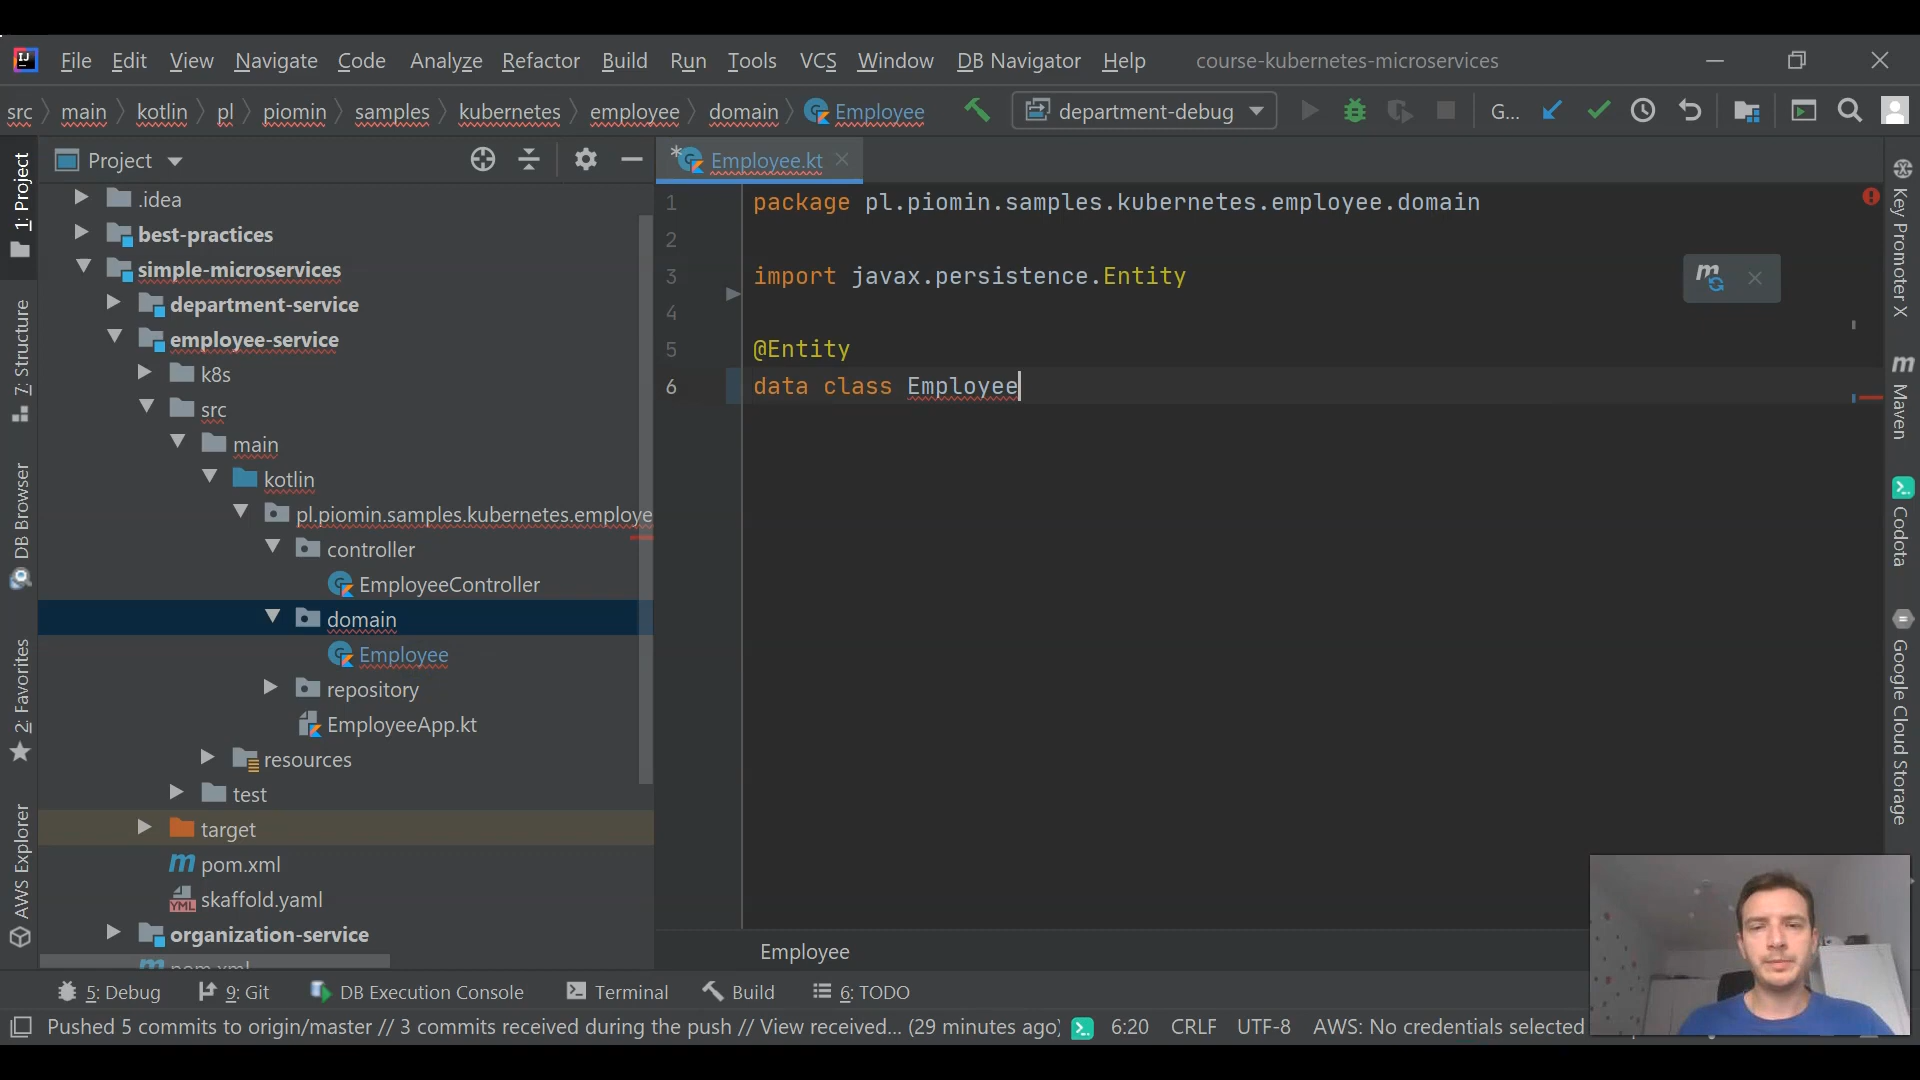 IJ File Edit View Navigate Code Analyze Refactor Build Run Tools VCS Window DB Navigator Help course-kubernetes-microservices
src main kotlin pl piomin samples kubernetes employee domain Employee department-debug G...
1: Project
7: Structure
DB Browser
2: Favorites
AWS Explorer
Project
.idea
best-practices
simple-microservices
department-service
employee-service
k8s
src
main
kotlin
pl.piomin.samples.kubernetes.employe
controller
EmployeeController
domain
Employee
repository
EmployeeApp.kt
resources
test
target
m pom.xml
YML skaffold.yaml
organization-service
m pom.xml
* Employee.kt
1 package pl.piomin.samples.kubernetes.employee.domain
2
3 import javax.persistence.Entity
4
5 @Entity
6 data class Employee
m
Employee
Key Promoter X
m Maven
Codota
Google Cloud Storage
5: Debug 9: Git DB Execution Console Terminal Build 6: TODO
Pushed 5 commits to origin/master // 3 commits received during the push // View received... (29 minutes ago) 6:20 CRLF UTF-8 AWS: No credentials selected